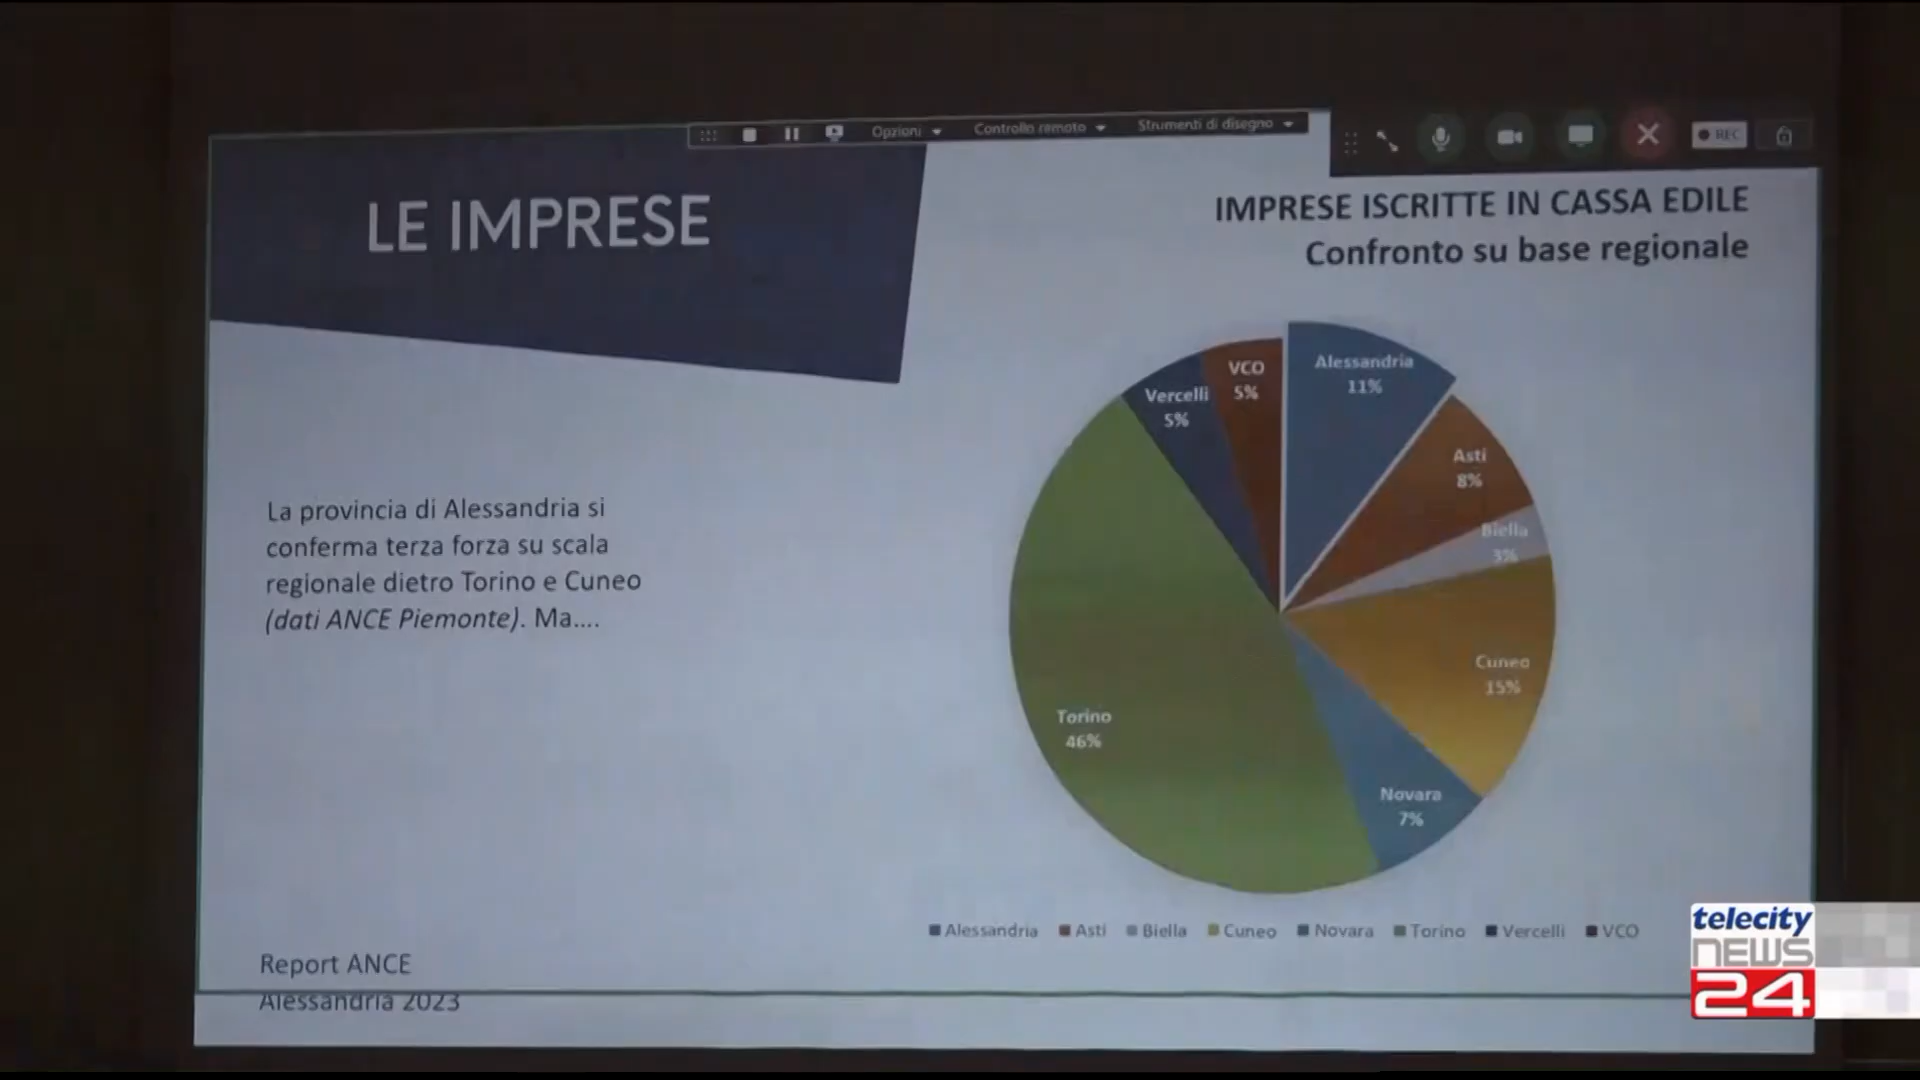 Opzioni
Controllo remoto
Strumenti di disegno
REC
LE IMPRESE
IMPRESE ISCRITTE IN CASSA EDILE
Confronto su base regionale
La provincia di Alessandria si
conferma terza forza su scala
regionale dietro Torino e Cuneo
(dati ANCE Piemonte). Ma....
VCO
5%
Alessandria
11%
Vercelli
5%
Asti
8%
Biella
3%
Cuneo
15%
Torino
46%
Novara
7%
Alessandria Asti Biella Cuneo Novara Torino Vercelli VCO
Report ANCE
Alessandria 2023
telecity
NEWS
24